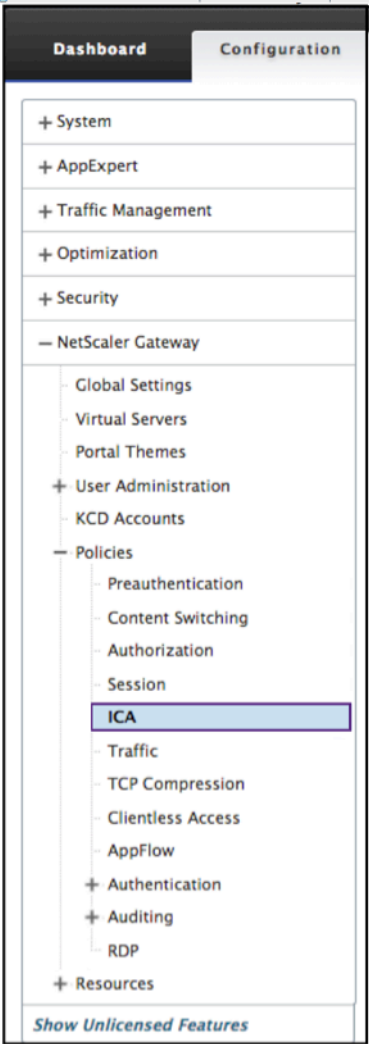 Dashboard Configuration
+ System
+ AppExpert
+ Traffic Management
+ Optimization
+ Security
− NetScaler Gateway
Global Settings
Virtual Servers
Portal Themes
+ User Administration
KCD Accounts
− Policies
Preauthentication
Content Switching
Authorization
Session
ICA
Traffic
TCP Compression
Clientless Access
AppFlow
+ Authentication
+ Auditing
RDP
+ Resources
Show Unlicensed Features